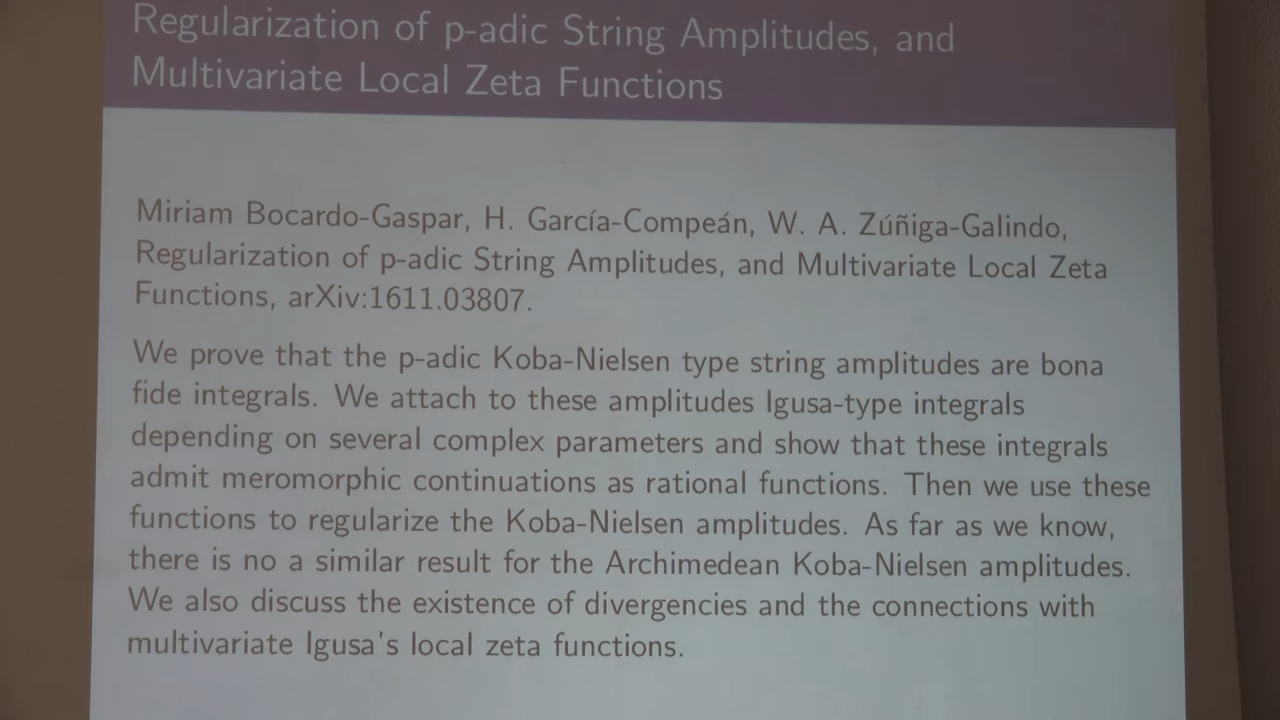 Regularization of p-adic String Amplitudes, and
Multivariate Local Zeta Functions
Miriam Bocardo-Gaspar, H. García-Compeán, W. A. Zúñiga-Galindo,
Regularization of p-adic String Amplitudes, and Multivariate Local Zeta
Functions, arXiv:1611.03807.
We prove that the p-adic Koba-Nielsen type string amplitudes are bona
fide integrals. We attach to these amplitudes Igusa-type integrals
depending on several complex parameters and show that these integrals
admit meromorphic continuations as rational functions. Then we use these
functions to regularize the Koba-Nielsen amplitudes. As far as we know,
there is no a similar result for the Archimedean Koba-Nielsen amplitudes.
We also discuss the existence of divergencies and the connections with
multivariate Igusa's local zeta functions.